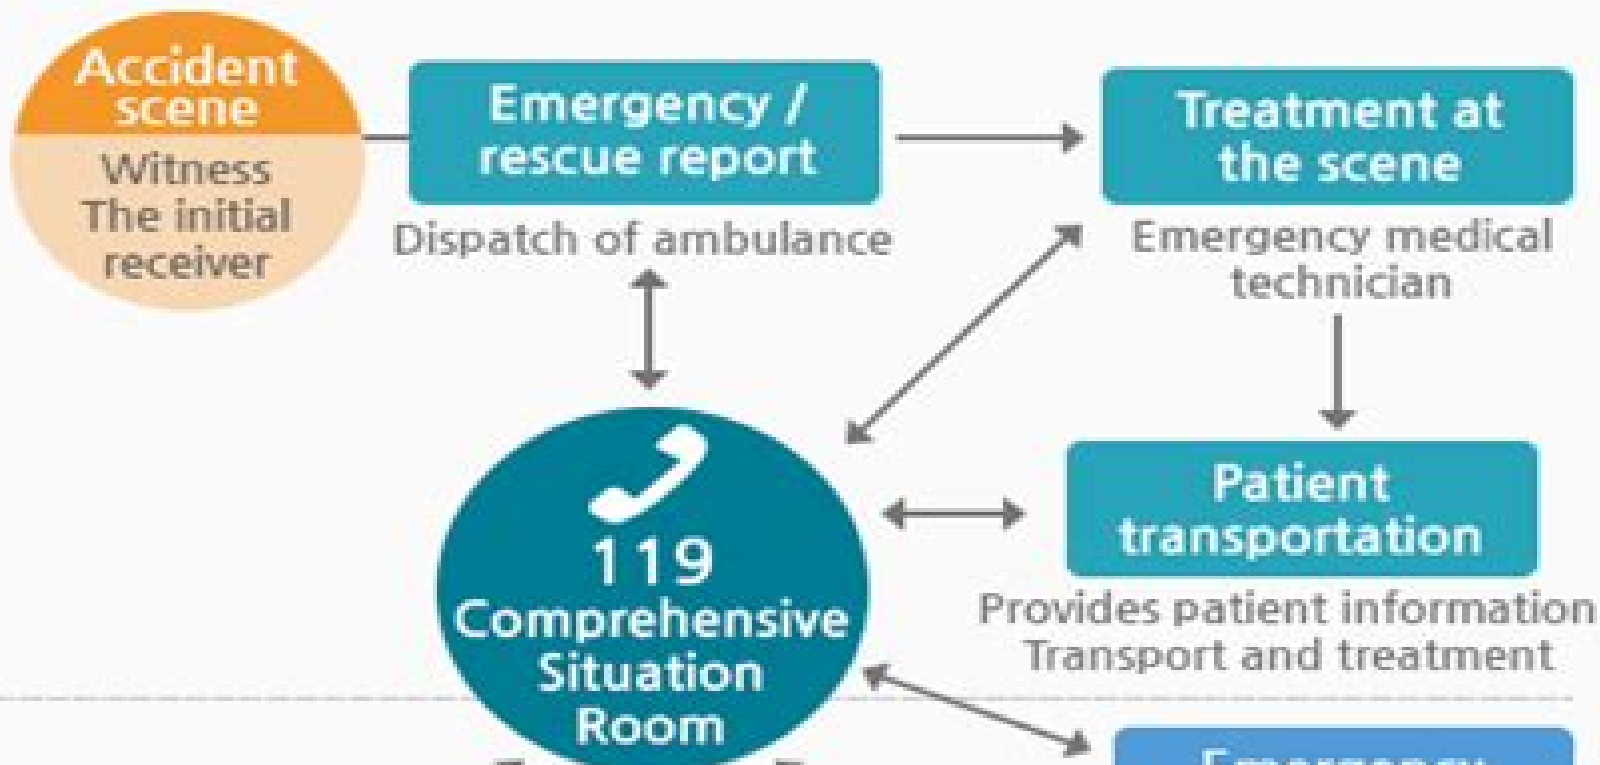 Accident
scene
Witness
The initial
receiver
Emergency /
rescue report
Dispatch of ambulance
Treatment at
the scene
Emergency medical
technician
119
Comprehensive
Situation
Room
Patient
transportation
Provides patient information
Transport and treatment
Emergency